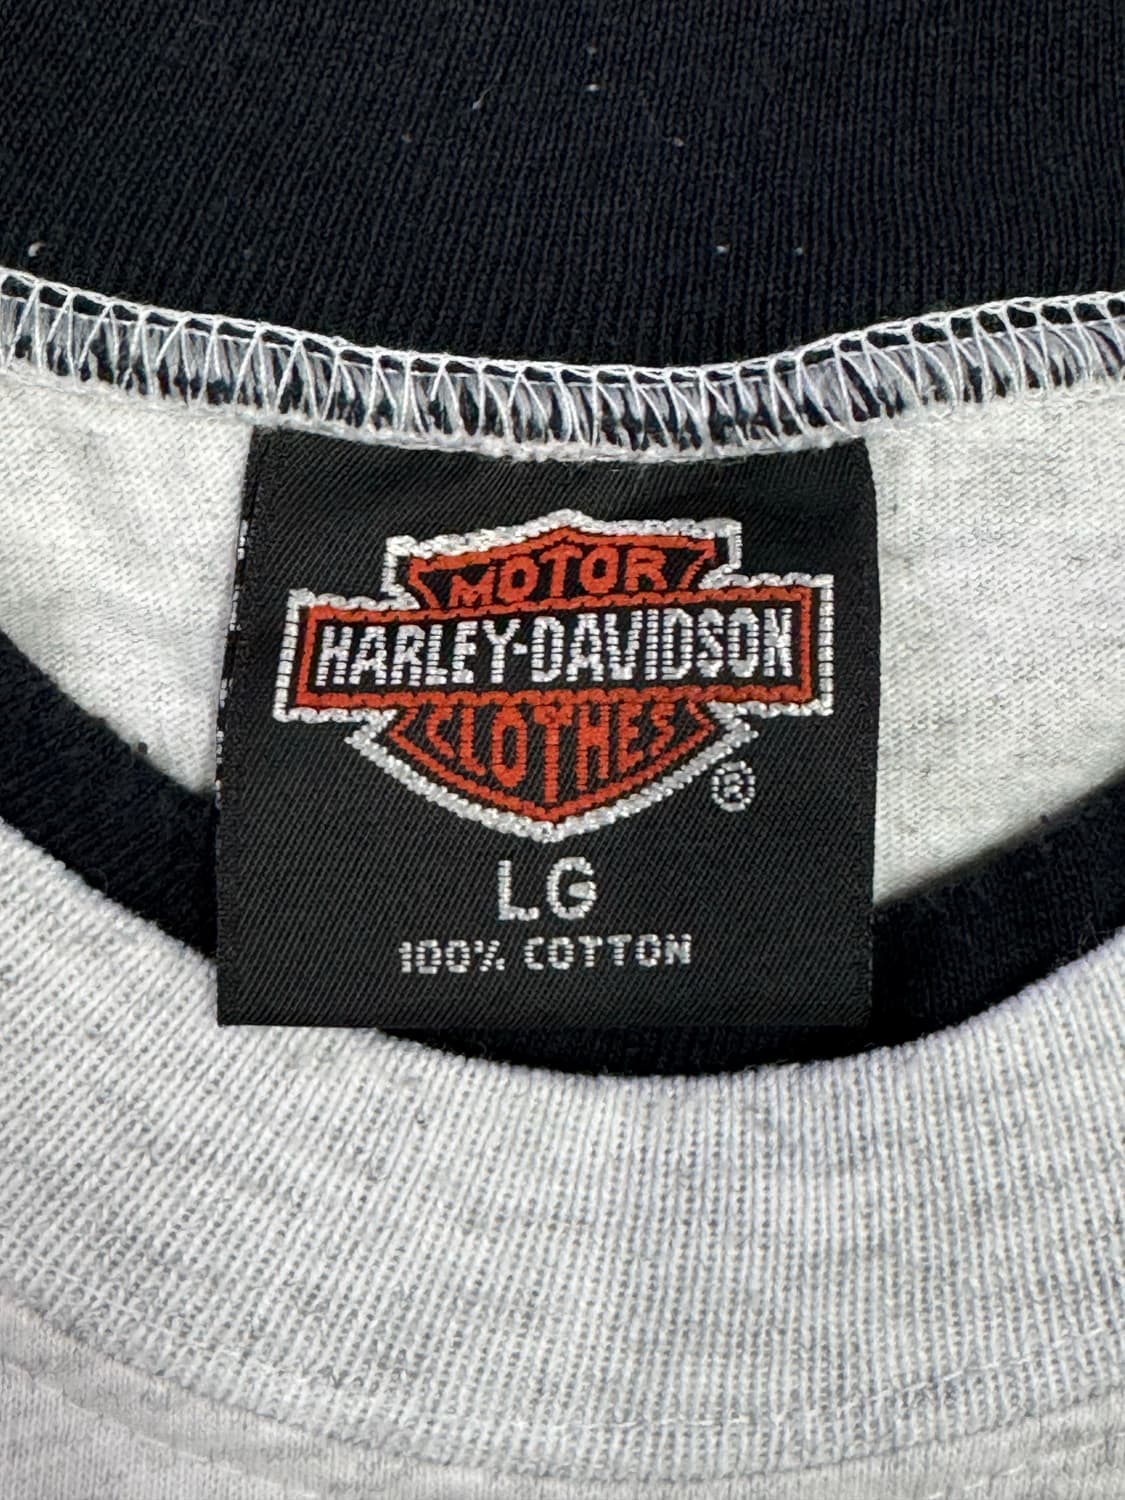 MOTOR
HARLEY-DAVIDSON
CLOTHES
®
LG
100% COTTON